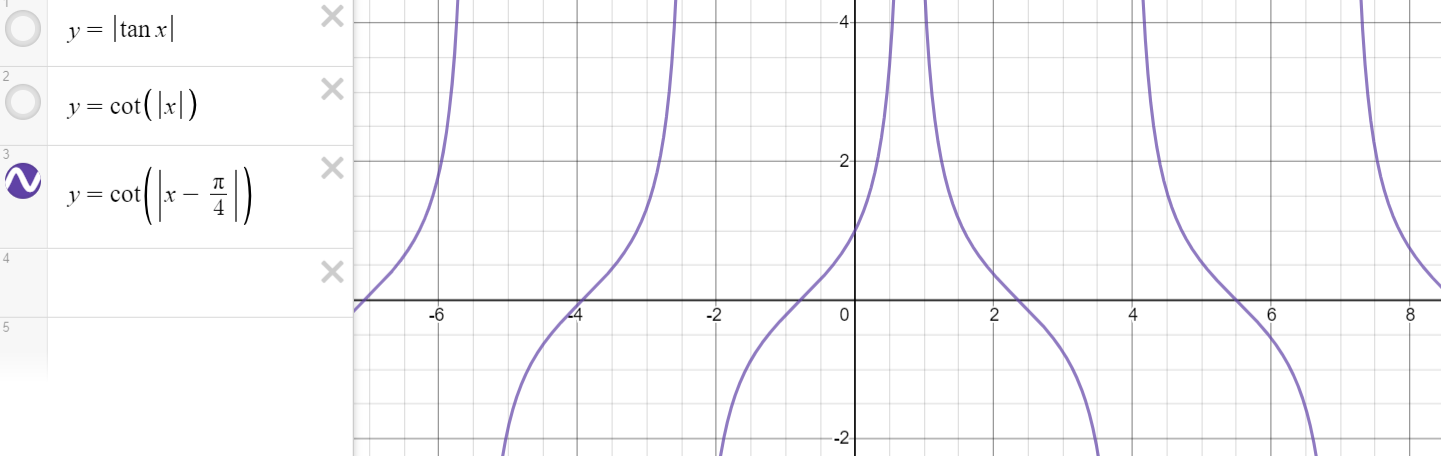 1
y = |tan x|
2
y = cot(|x|)
3
y = cot(|x − π/4|)
4
5
4
2
-6 -4 -2 0 2 4 6 8
-2